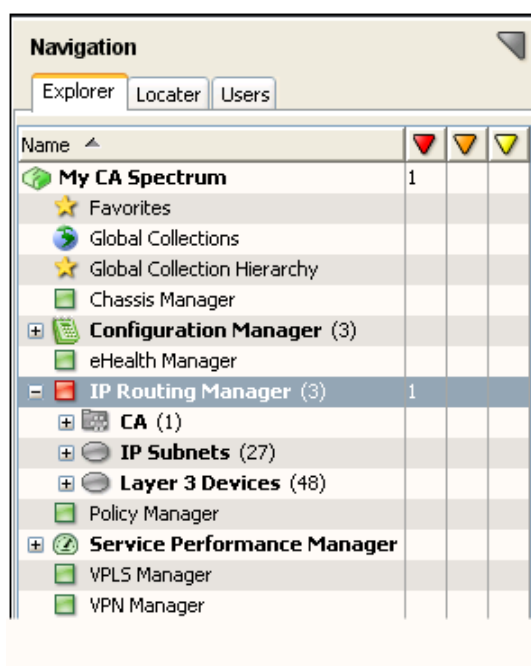 Navigation
Explorer Locater Users
Name
My CA Spectrum 1
Favorites
Global Collections
Global Collection Hierarchy
Chassis Manager
Configuration Manager (3)
eHealth Manager
IP Routing Manager (3) 1
CA (1)
IP Subnets (27)
Layer 3 Devices (48)
Policy Manager
Service Performance Manager
VPLS Manager
VPN Manager